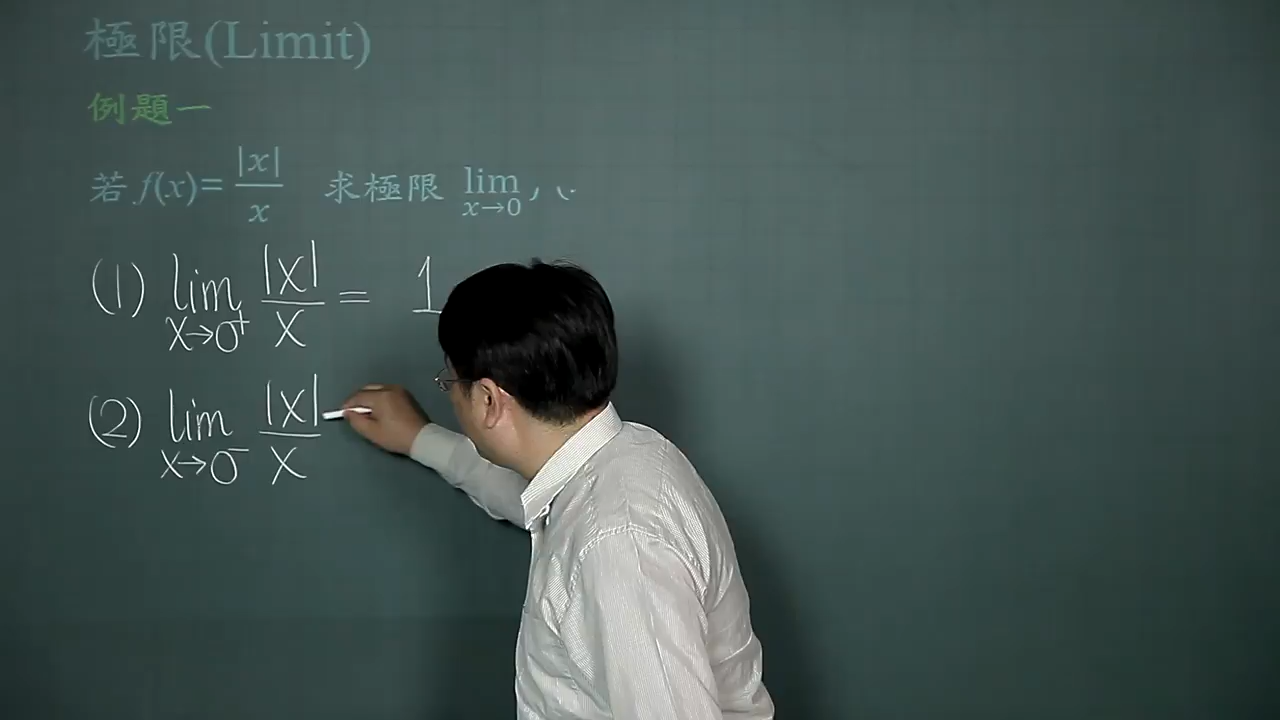 極限(Limit)
例題一
若 f(x)= |x|/x 求極限 lim x→0
(1) lim x→0⁺ |x|/x = 1
(2) lim x→0⁻ |x|/x